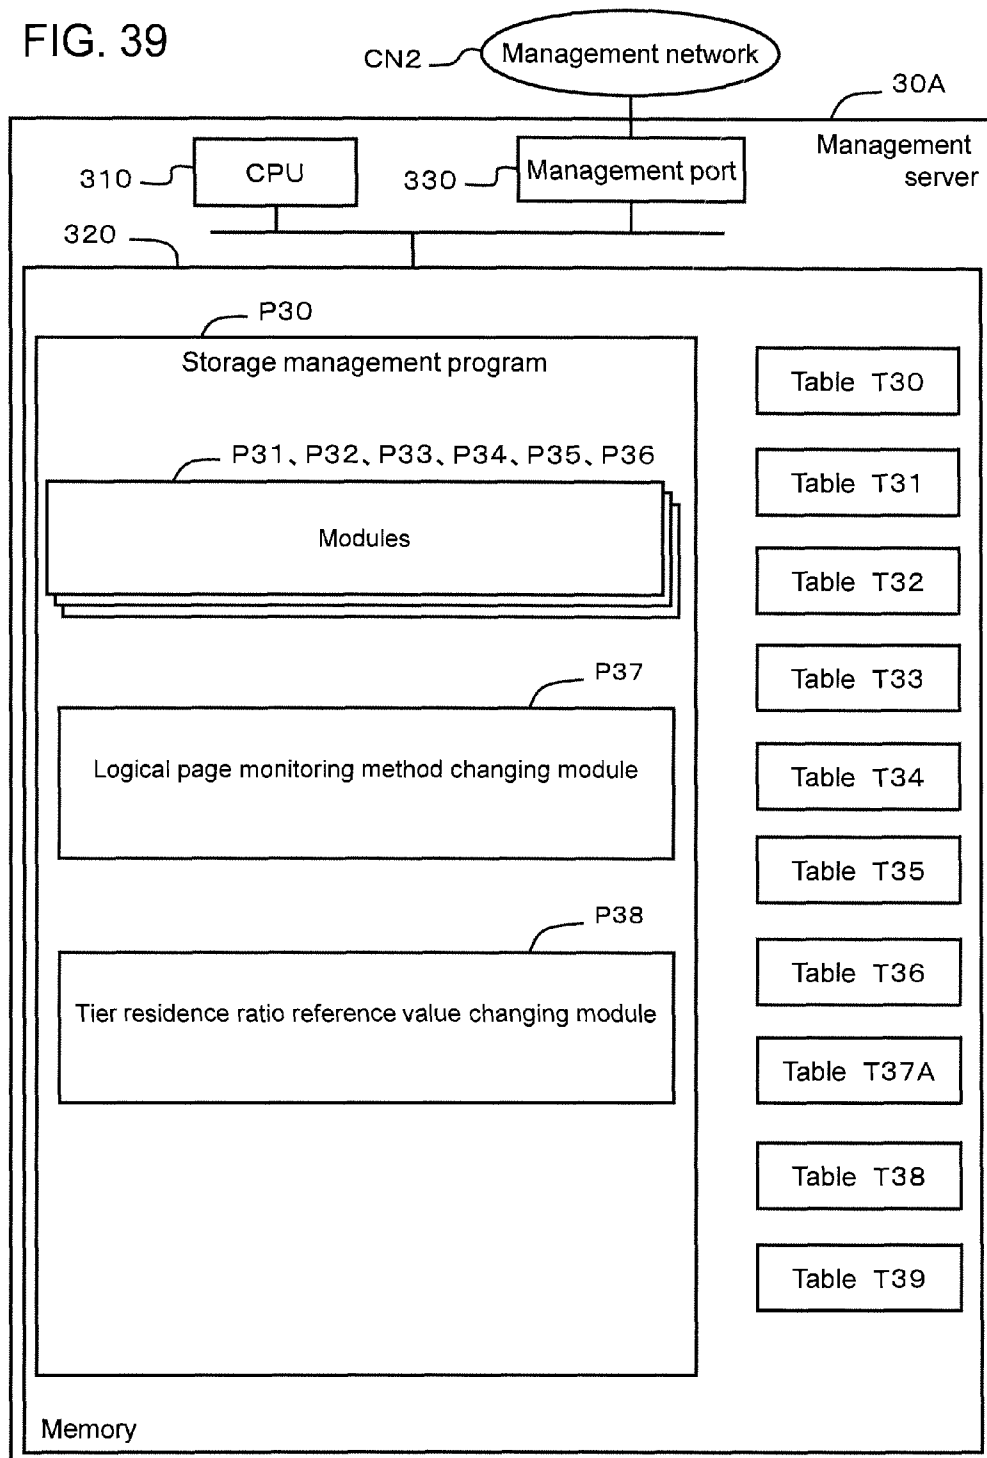 FIG. 39
CN2
Management network
30A
Management
server
310
CPU
330
Management port
320
P30
Storage management program
P31、P32、P33、P34、P35、P36
Modules
P37
Logical page monitoring method changing module
P38
Tier residence ratio reference value changing module
Table T30
Table T31
Table T32
Table T33
Table T34
Table T35
Table T36
Table T37A
Table T38
Table T39
Memory